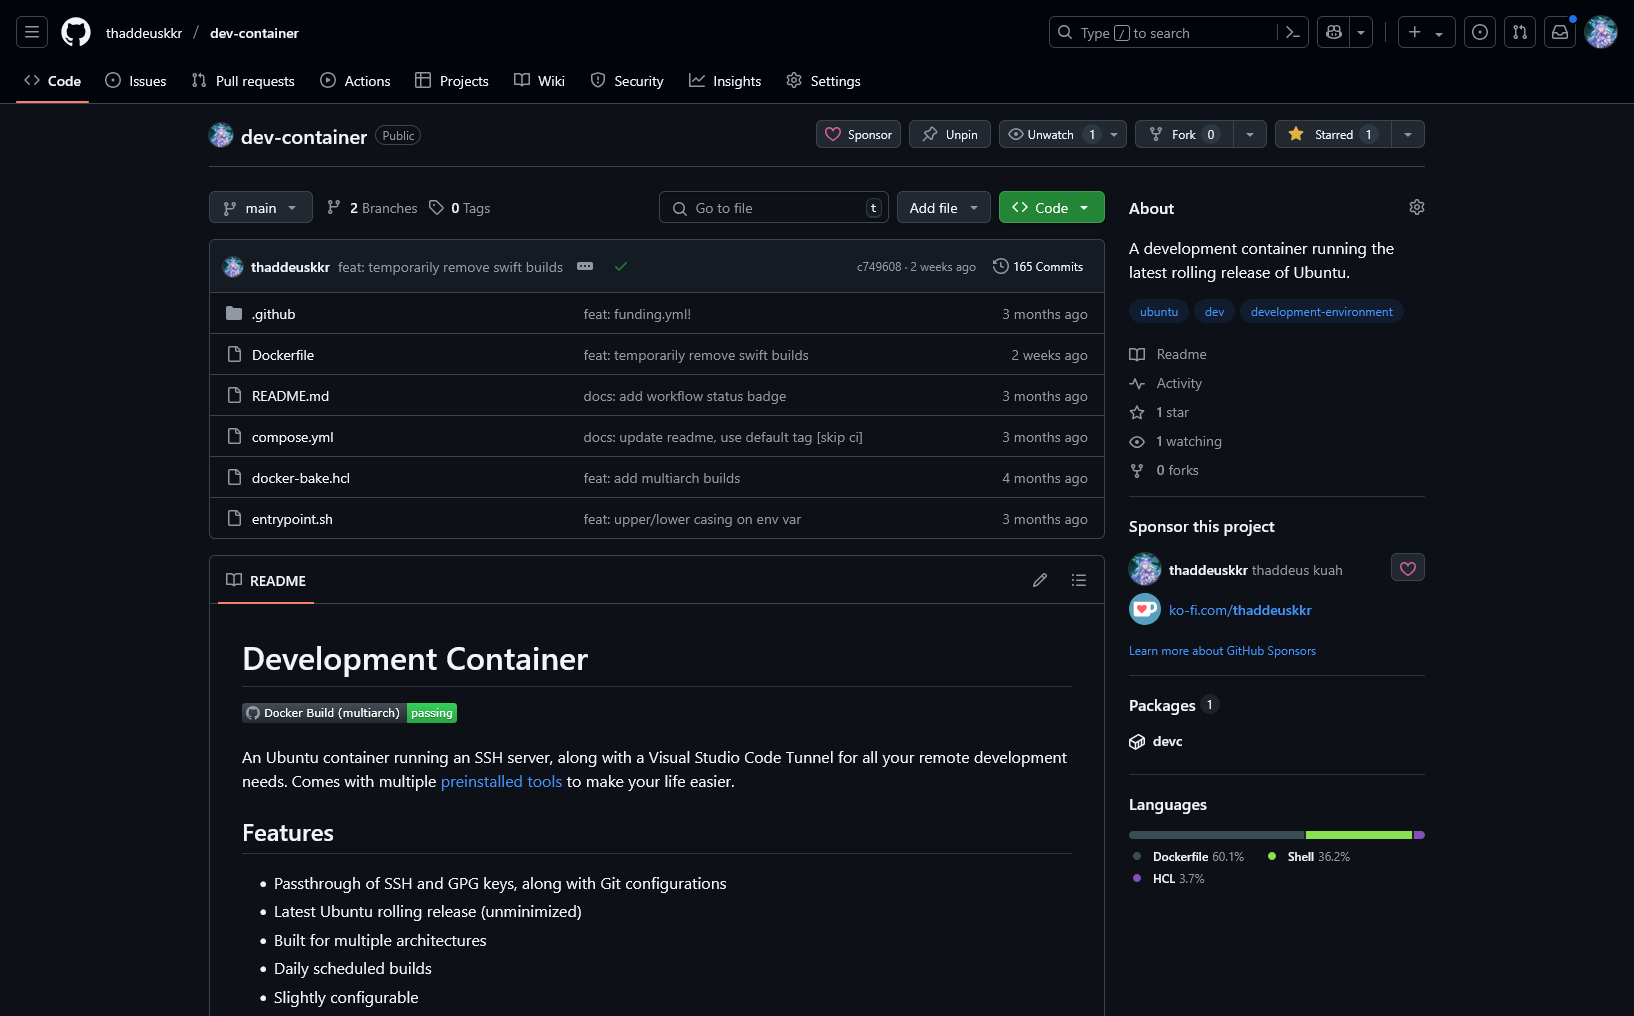 thaddeuskkr / dev-container
Type / to search
Code Issues Pull requests Actions Projects Wiki Security Insights Settings
dev-container Public
Sponsor Unpin Unwatch 1 Fork 0 Starred 1
main 2 Branches 0 Tags
Go to file t Add file Code
thaddeuskkr feat: temporarily remove swift builds c749608 · 2 weeks ago 165 Commits
.github feat: funding.yml! 3 months ago
Dockerfile feat: temporarily remove swift builds 2 weeks ago
README.md docs: add workflow status badge 3 months ago
compose.yml docs: update readme, use default tag [skip ci] 3 months ago
docker-bake.hcl feat: add multiarch builds 4 months ago
entrypoint.sh feat: upper/lower casing on env var 3 months ago
README
Development Container
Docker Build (multiarch) passing
An Ubuntu container running an SSH server, along with a Visual Studio Code Tunnel for all your remote development
needs. Comes with multiple preinstalled tools to make your life easier.
Features
• Passthrough of SSH and GPG keys, along with Git configurations
• Latest Ubuntu rolling release (unminimized)
• Built for multiple architectures
• Daily scheduled builds
• Slightly configurable
About
A development container running the
latest rolling release of Ubuntu.
ubuntu dev development-environment
Readme
Activity
1 star
1 watching
0 forks
Sponsor this project
thaddeuskkr thaddeus kuah
ko-fi.com/thaddeuskkr
Learn more about GitHub Sponsors
Packages 1
devc
Languages
Dockerfile 60.1% Shell 36.2%
HCL 3.7%